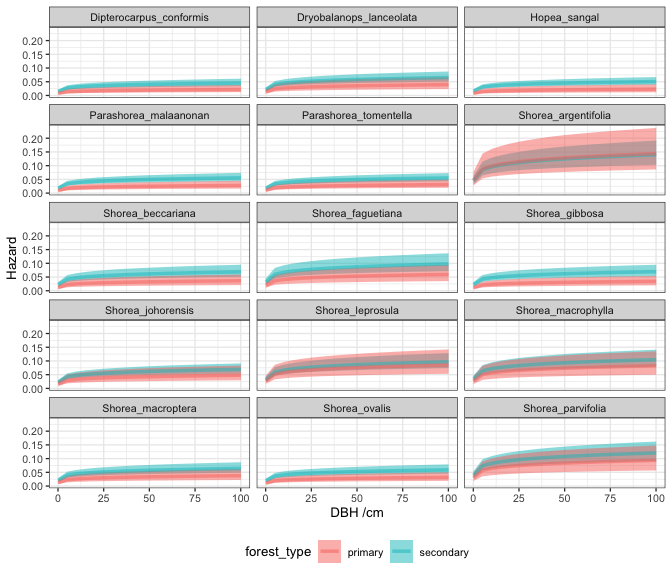 Dipterocarpus_conformis Dryobalanops_lanceolata Hopea_sangal
0.20
0.15
0.10
0.05
0.00
Parashorea_malaanonan Parashorea_tomentella Shorea_argentifolia
0.20
0.15
0.10
0.05
0.00
Shorea_beccariana Shorea_faguetiana Shorea_gibbosa
0.20
0.15
0.10
0.05
0.00
Hazard
Shorea_johorensis Shorea_leprosula Shorea_macrophylla
0.20
0.15
0.10
0.05
0.00
Shorea_macroptera Shorea_ovalis Shorea_parvifolia
0.20
0.15
0.10
0.05
0.00
0 25 50 75 100 0 25 50 75 100 0 25 50 75 100
DBH /cm
forest_type primary secondary